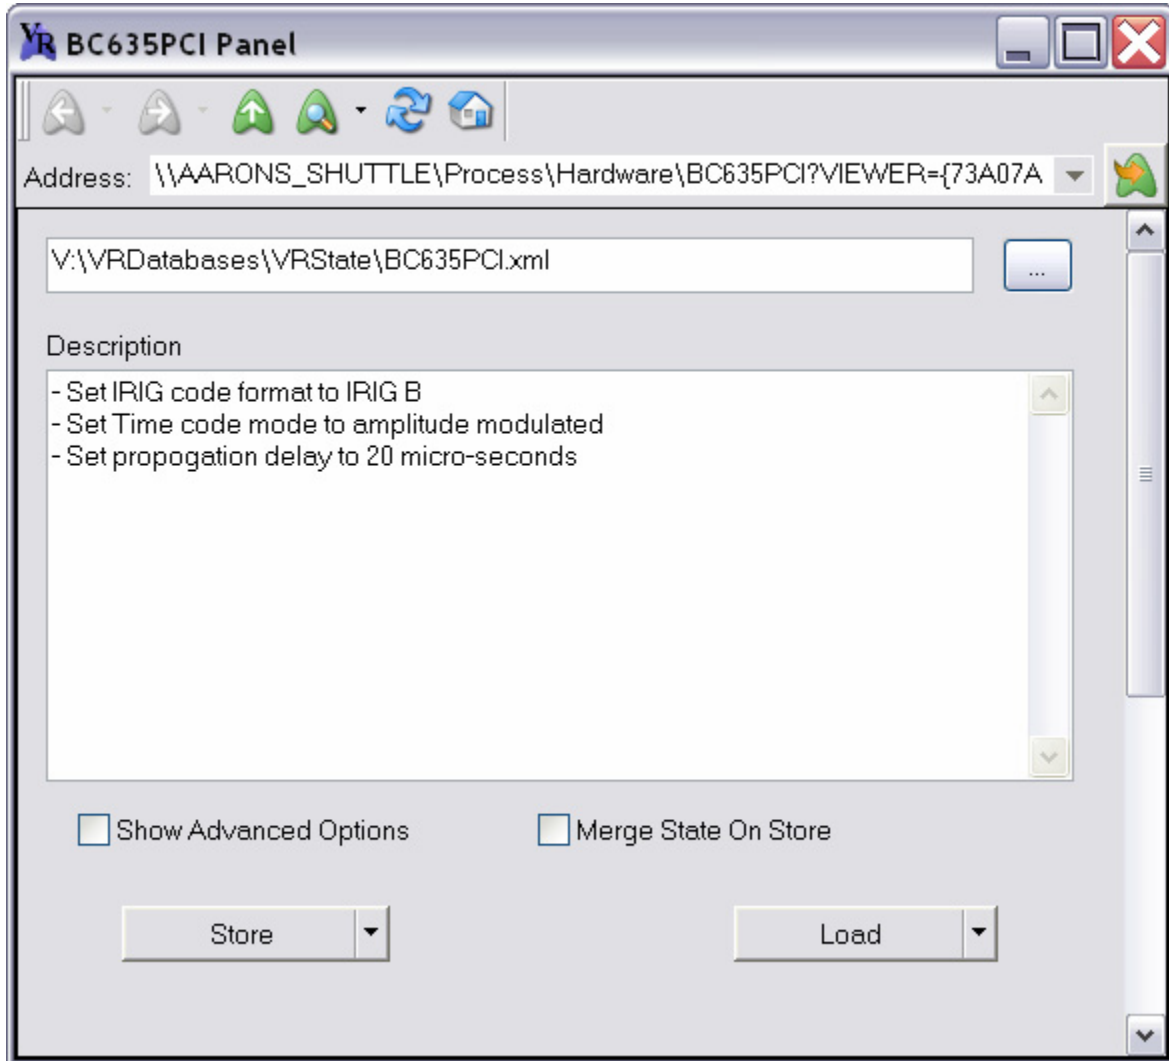 VR BC635PCI Panel
Address: \\AARONS_SHUTTLE\Process\Hardware\BC635PCI?VIEWER={73A07A
V:\VRDatabases\VRState\BC635PCI.xml
...
Description
- Set IRIG code format to IRIG B
- Set Time code mode to amplitude modulated
- Set propogation delay to 20 micro-seconds
Show Advanced Options Merge State On Store
Store Load